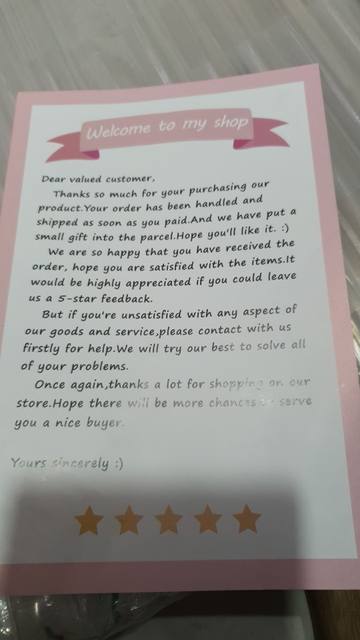 Welcome to my shop
Dear valued customer,
Thanks so much for your purchasing our
product.Your order has been handled and
shipped as soon as you paid.And we have put a
small gift into the parcel.Hope you'll like it. :)
We are so happy that you have received the
order, hope you are satisfied with the items.It
would be highly appreciated if you could leave
us a 5-star feedback.
But if you're unsatisfied with any aspect of
our goods and service,please contact with us
firstly for help.We will try our best to solve all
of your problems.
Once again,thanks a lot for shopping on our
store.Hope there will be more chances to serve
you a nice buyer.
Yours sincerely :)